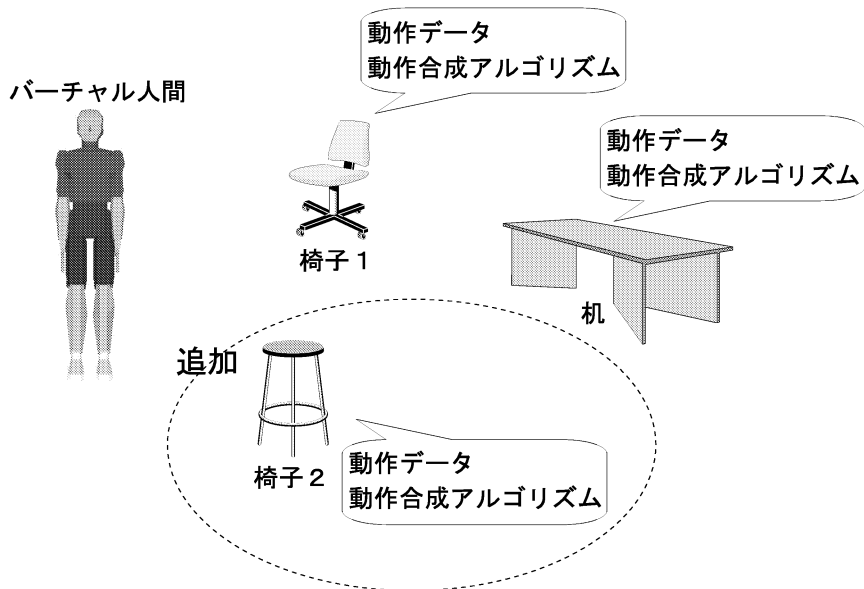 動作データ
動作合成アルゴリズム
バーチャル人間
動作データ
動作合成アルゴリズム
椅子１
机
追加
椅子２
動作データ
動作合成アルゴリズム